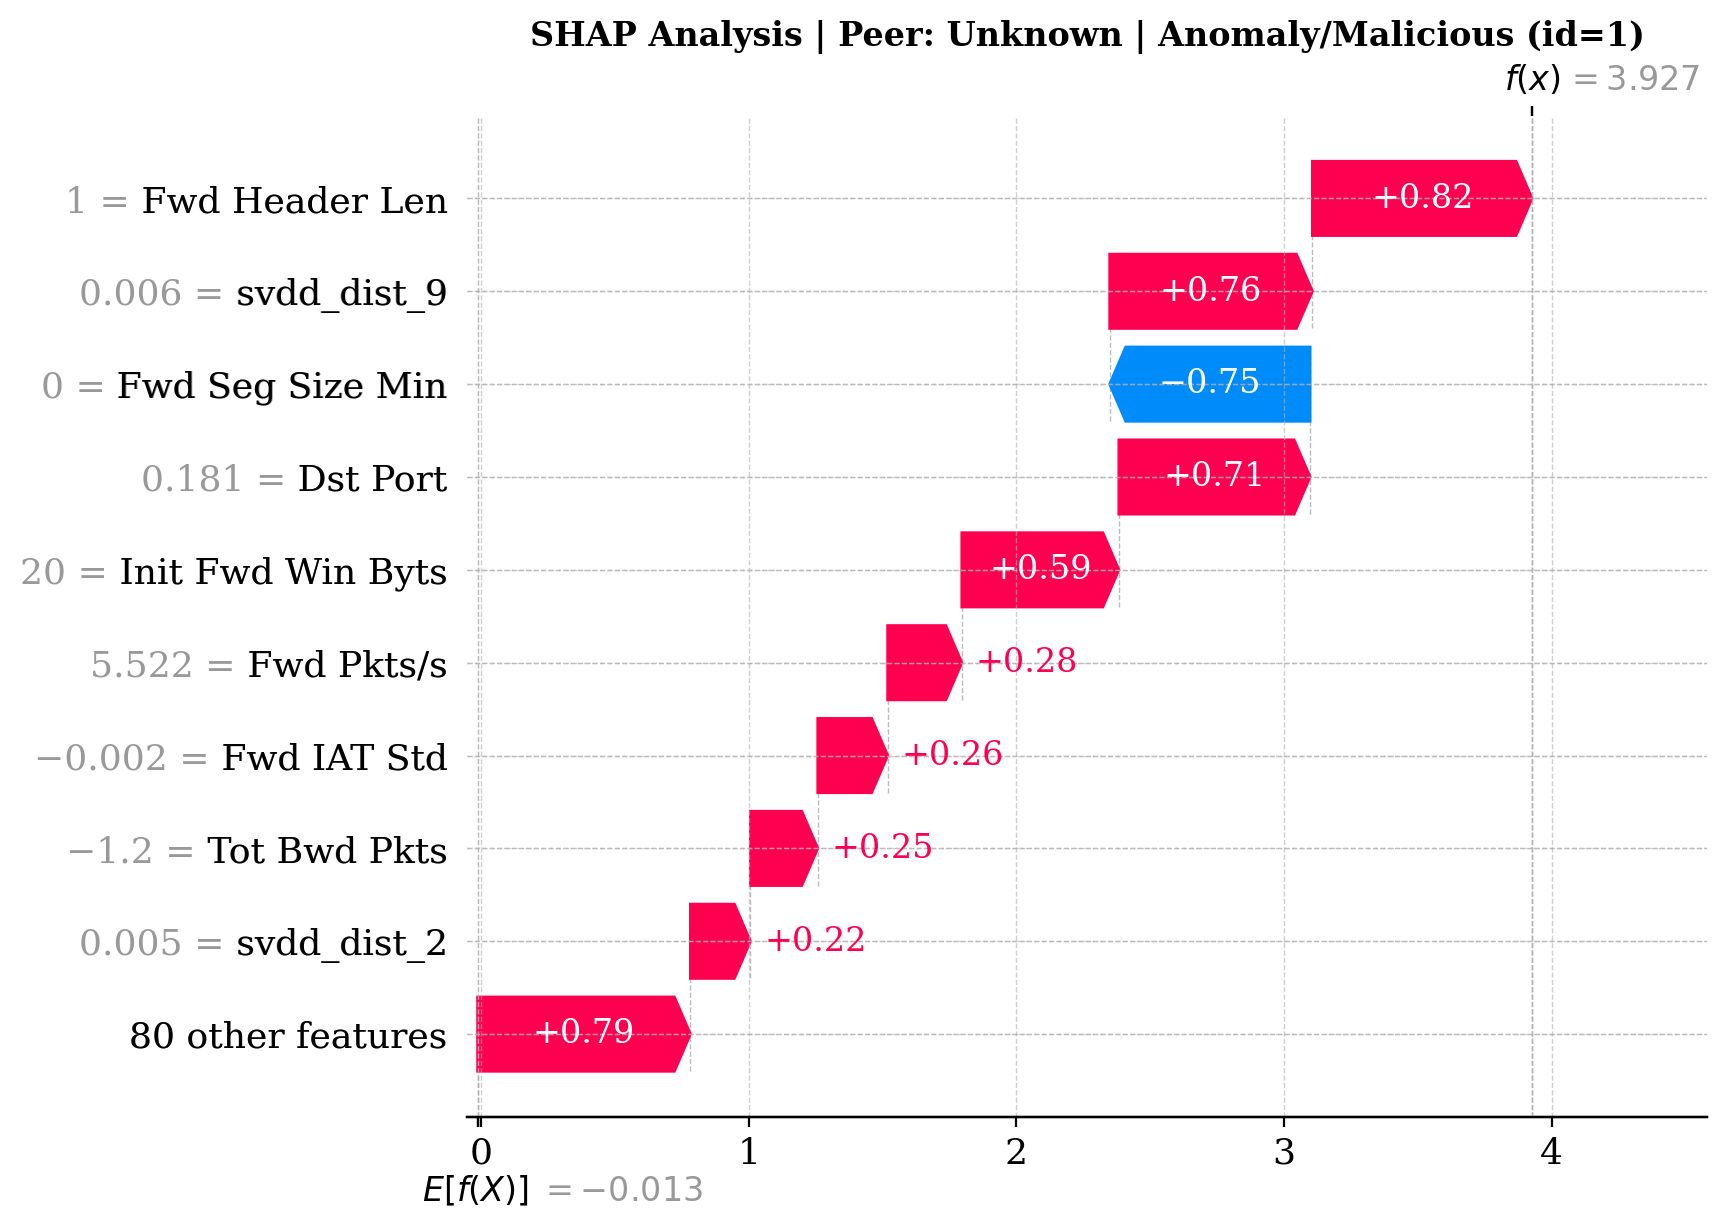 SHAP Analysis | Peer: Unknown | Anomaly/Malicious (id=1)
f(x) = 3.927
1 = Fwd Header Len +0.82
0.006 = svdd_dist_9 +0.76
0 = Fwd Seg Size Min −0.75
0.181 = Dst Port +0.71
20 = Init Fwd Win Byts +0.59
5.522 = Fwd Pkts/s +0.28
−0.002 = Fwd IAT Std +0.26
−1.2 = Tot Bwd Pkts +0.25
0.005 = svdd_dist_2 +0.22
80 other features +0.79
0 1 2 3 4
E[f(X)] = −0.013